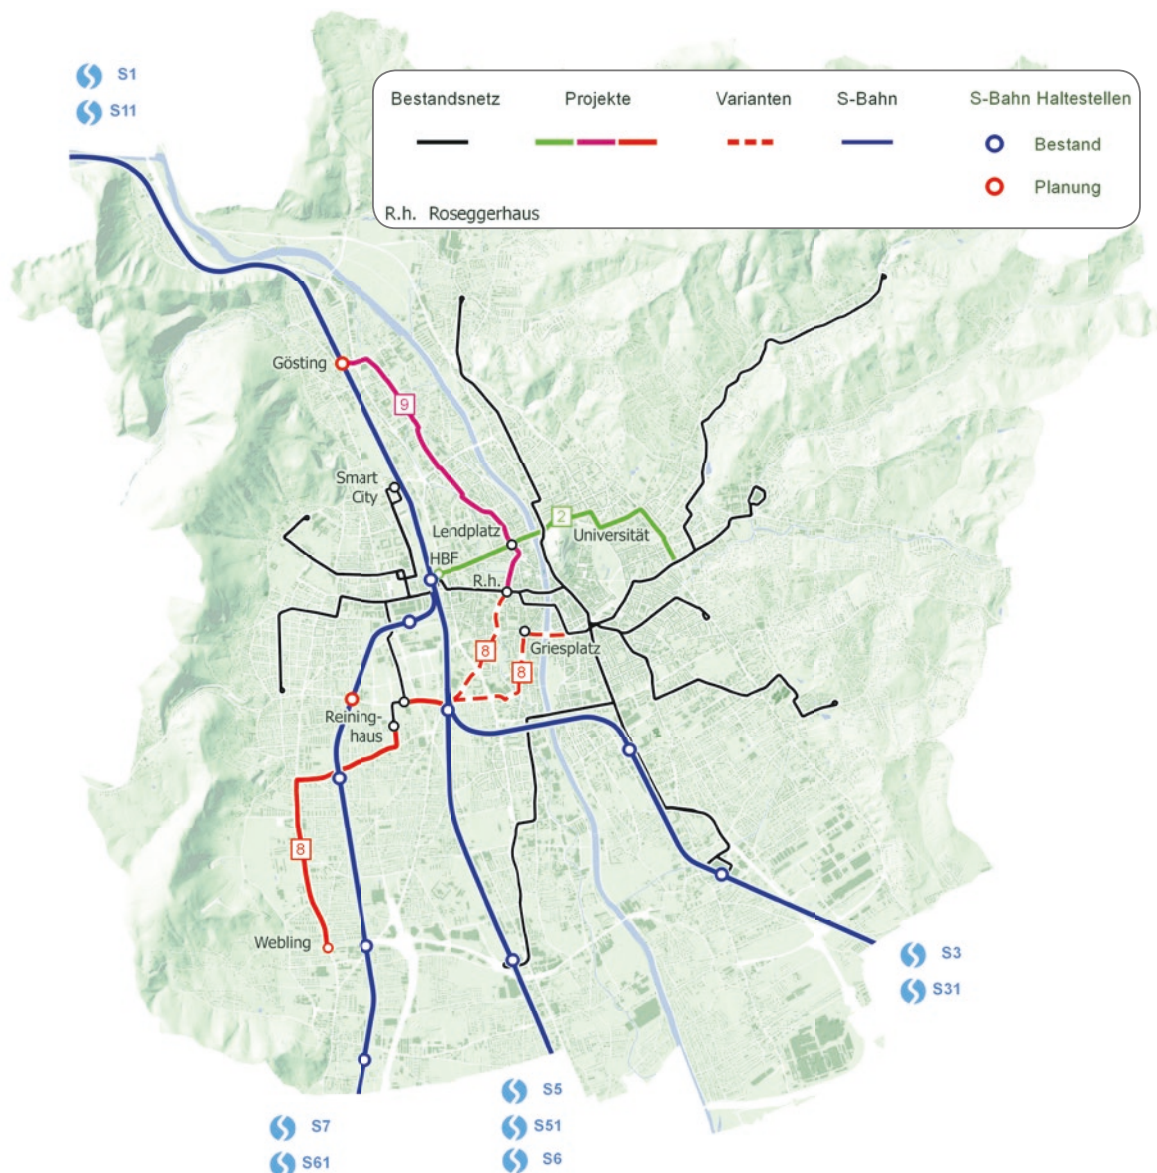 S1
S11
Bestandsnetz Projekte Varianten S-Bahn S-Bahn Haltestellen
Bestand
Planung
R.h. Roseggerhaus
Gösting
9
Smart
City
2
Lendplatz
Universität
HBF
R.h.
8
Griesplatz
8
Reining-
haus
8
Webling
S3
S31
S5
S7
S51
S61
S6